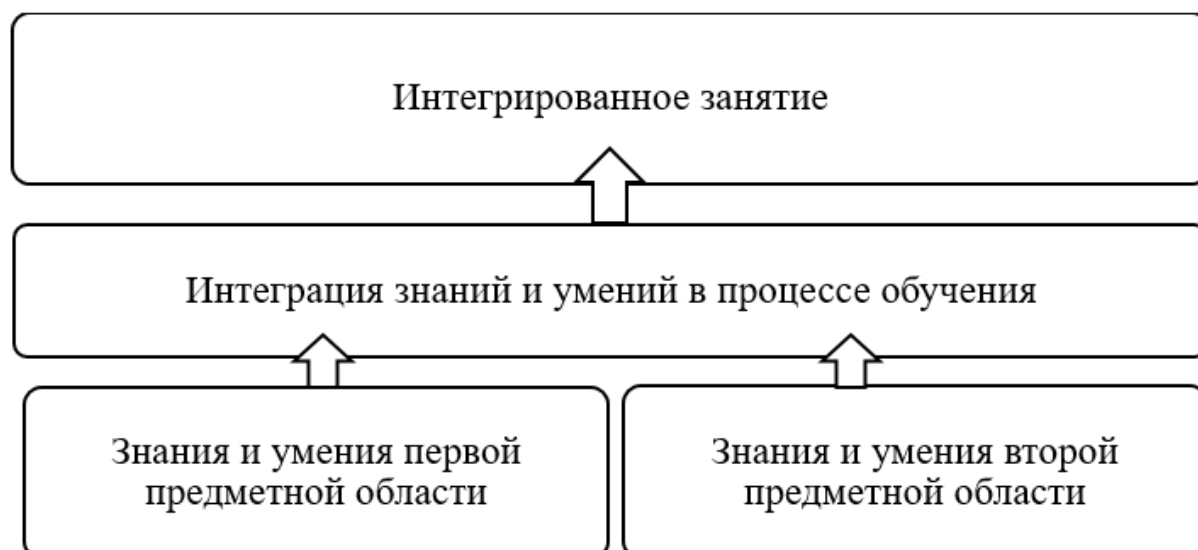 Интегрированное занятие
Интеграция знаний и умений в процессе обучения
Знания и умения первой
предметной области
Знания и умения второй
предметной области